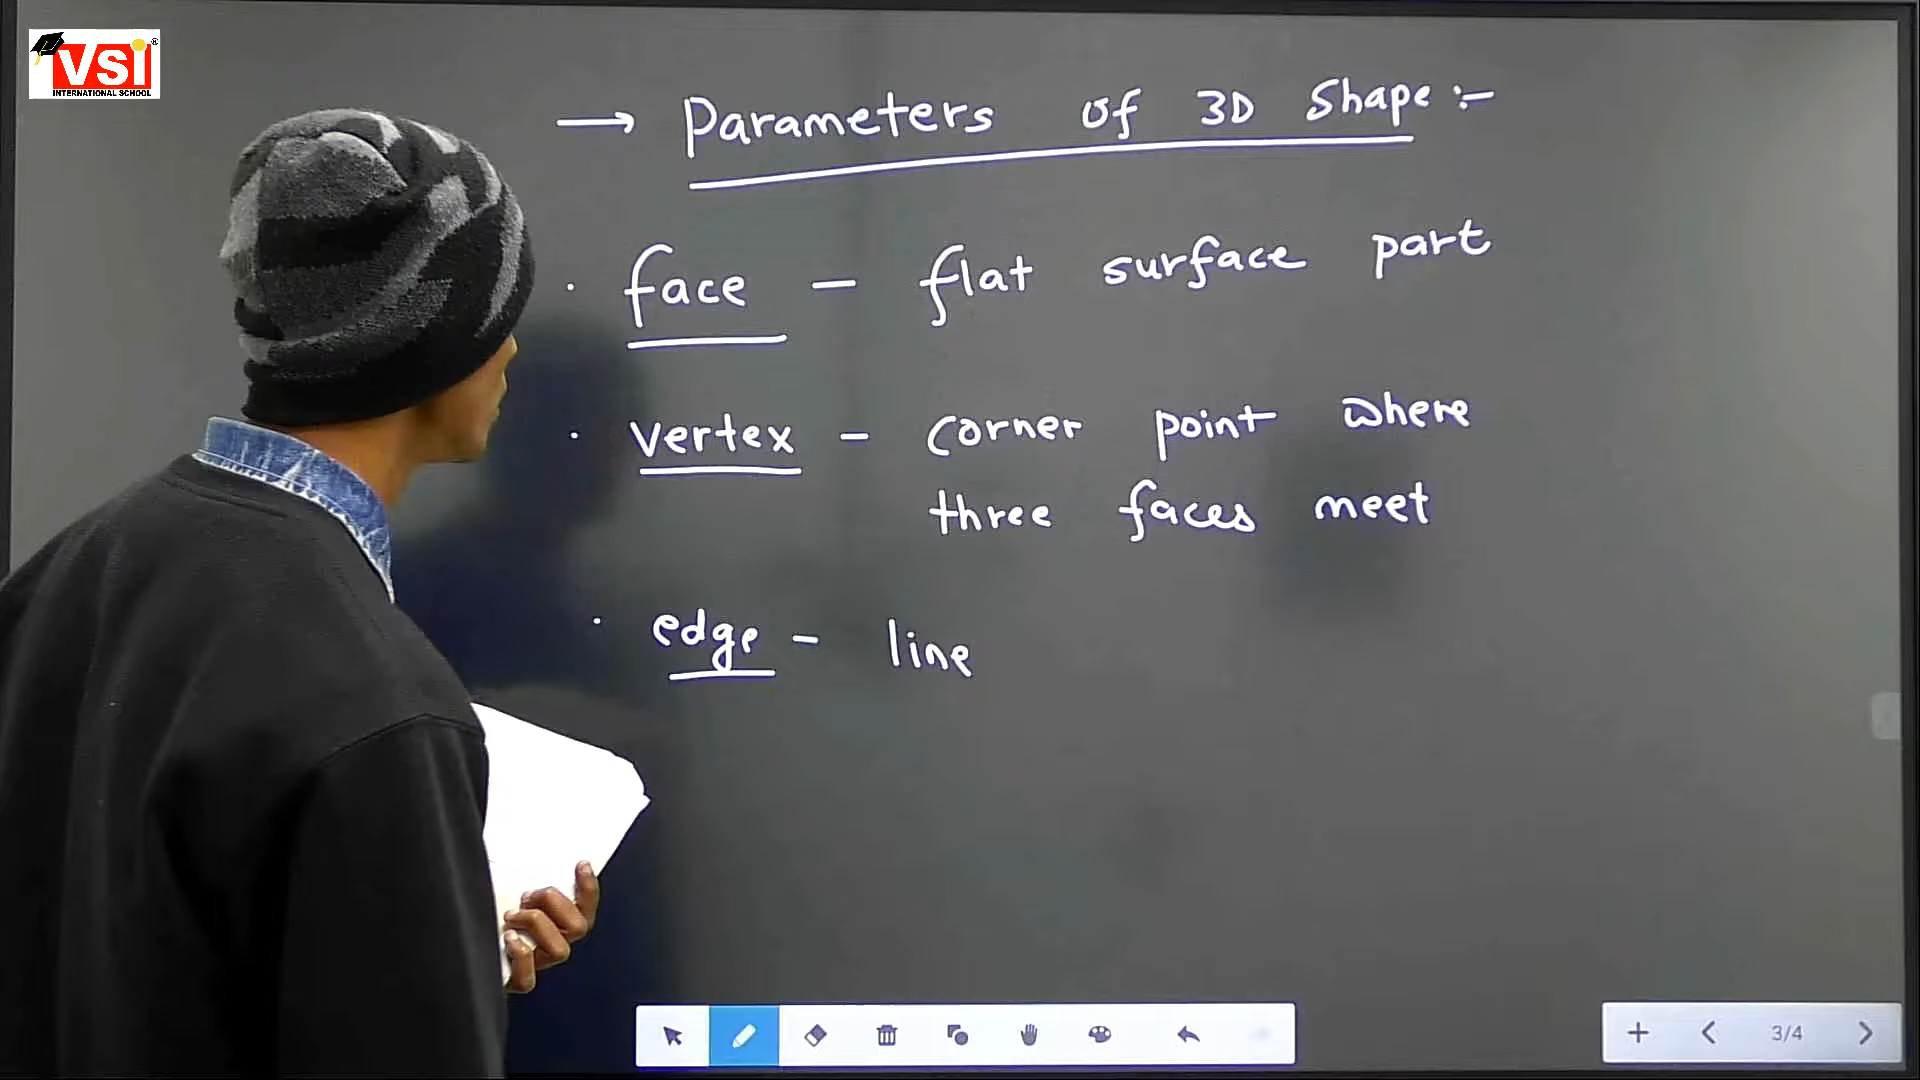 VSI
INTERNATIONAL SCHOOL
→ Parameters of 3D Shape :-
· face - flat surface part
· vertex - corner point where
three faces meet
· edge - line
3/4